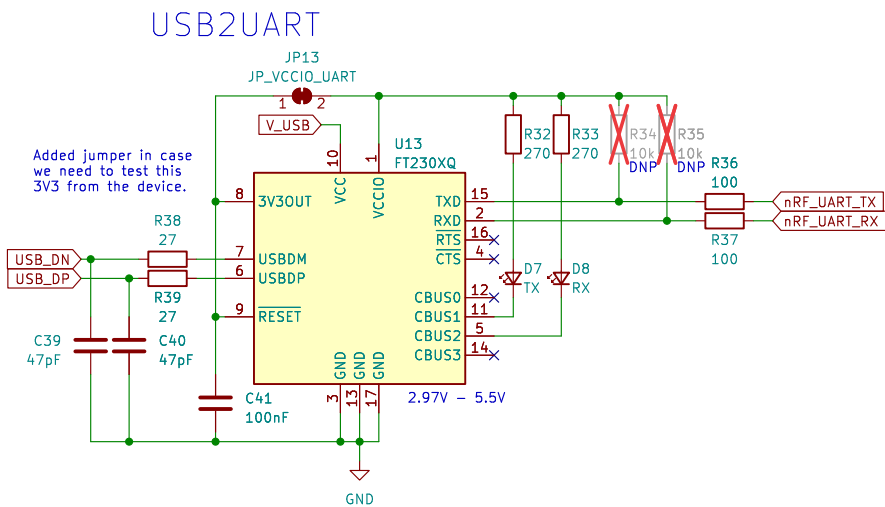 USB2UART
JP13
JP_VCCIO_UART
1 2
V_USB
Added jumper in case
we need to test this
3V3 from the device.
U13
FT230XQ
10
VCC
1
VCCIO
8
3V3OUT
7
USBDM
6
USBDP
9
RESET
15
TXD
2
RXD
16
RTS
4
CTS
12
CBUS0
11
CBUS1
5
CBUS2
14
CBUS3
3
GND
13
GND
17
GND
2.97V - 5.5V
R32
270
R33
270
R34
10k
DNP
R35
10k
DNP
R36
100
R37
100
nRF_UART_TX
nRF_UART_RX
D7
TX
D8
RX
USB_DN
USB_DP
R38
27
R39
27
C39
47pF
C40
47pF
C41
100nF
GND